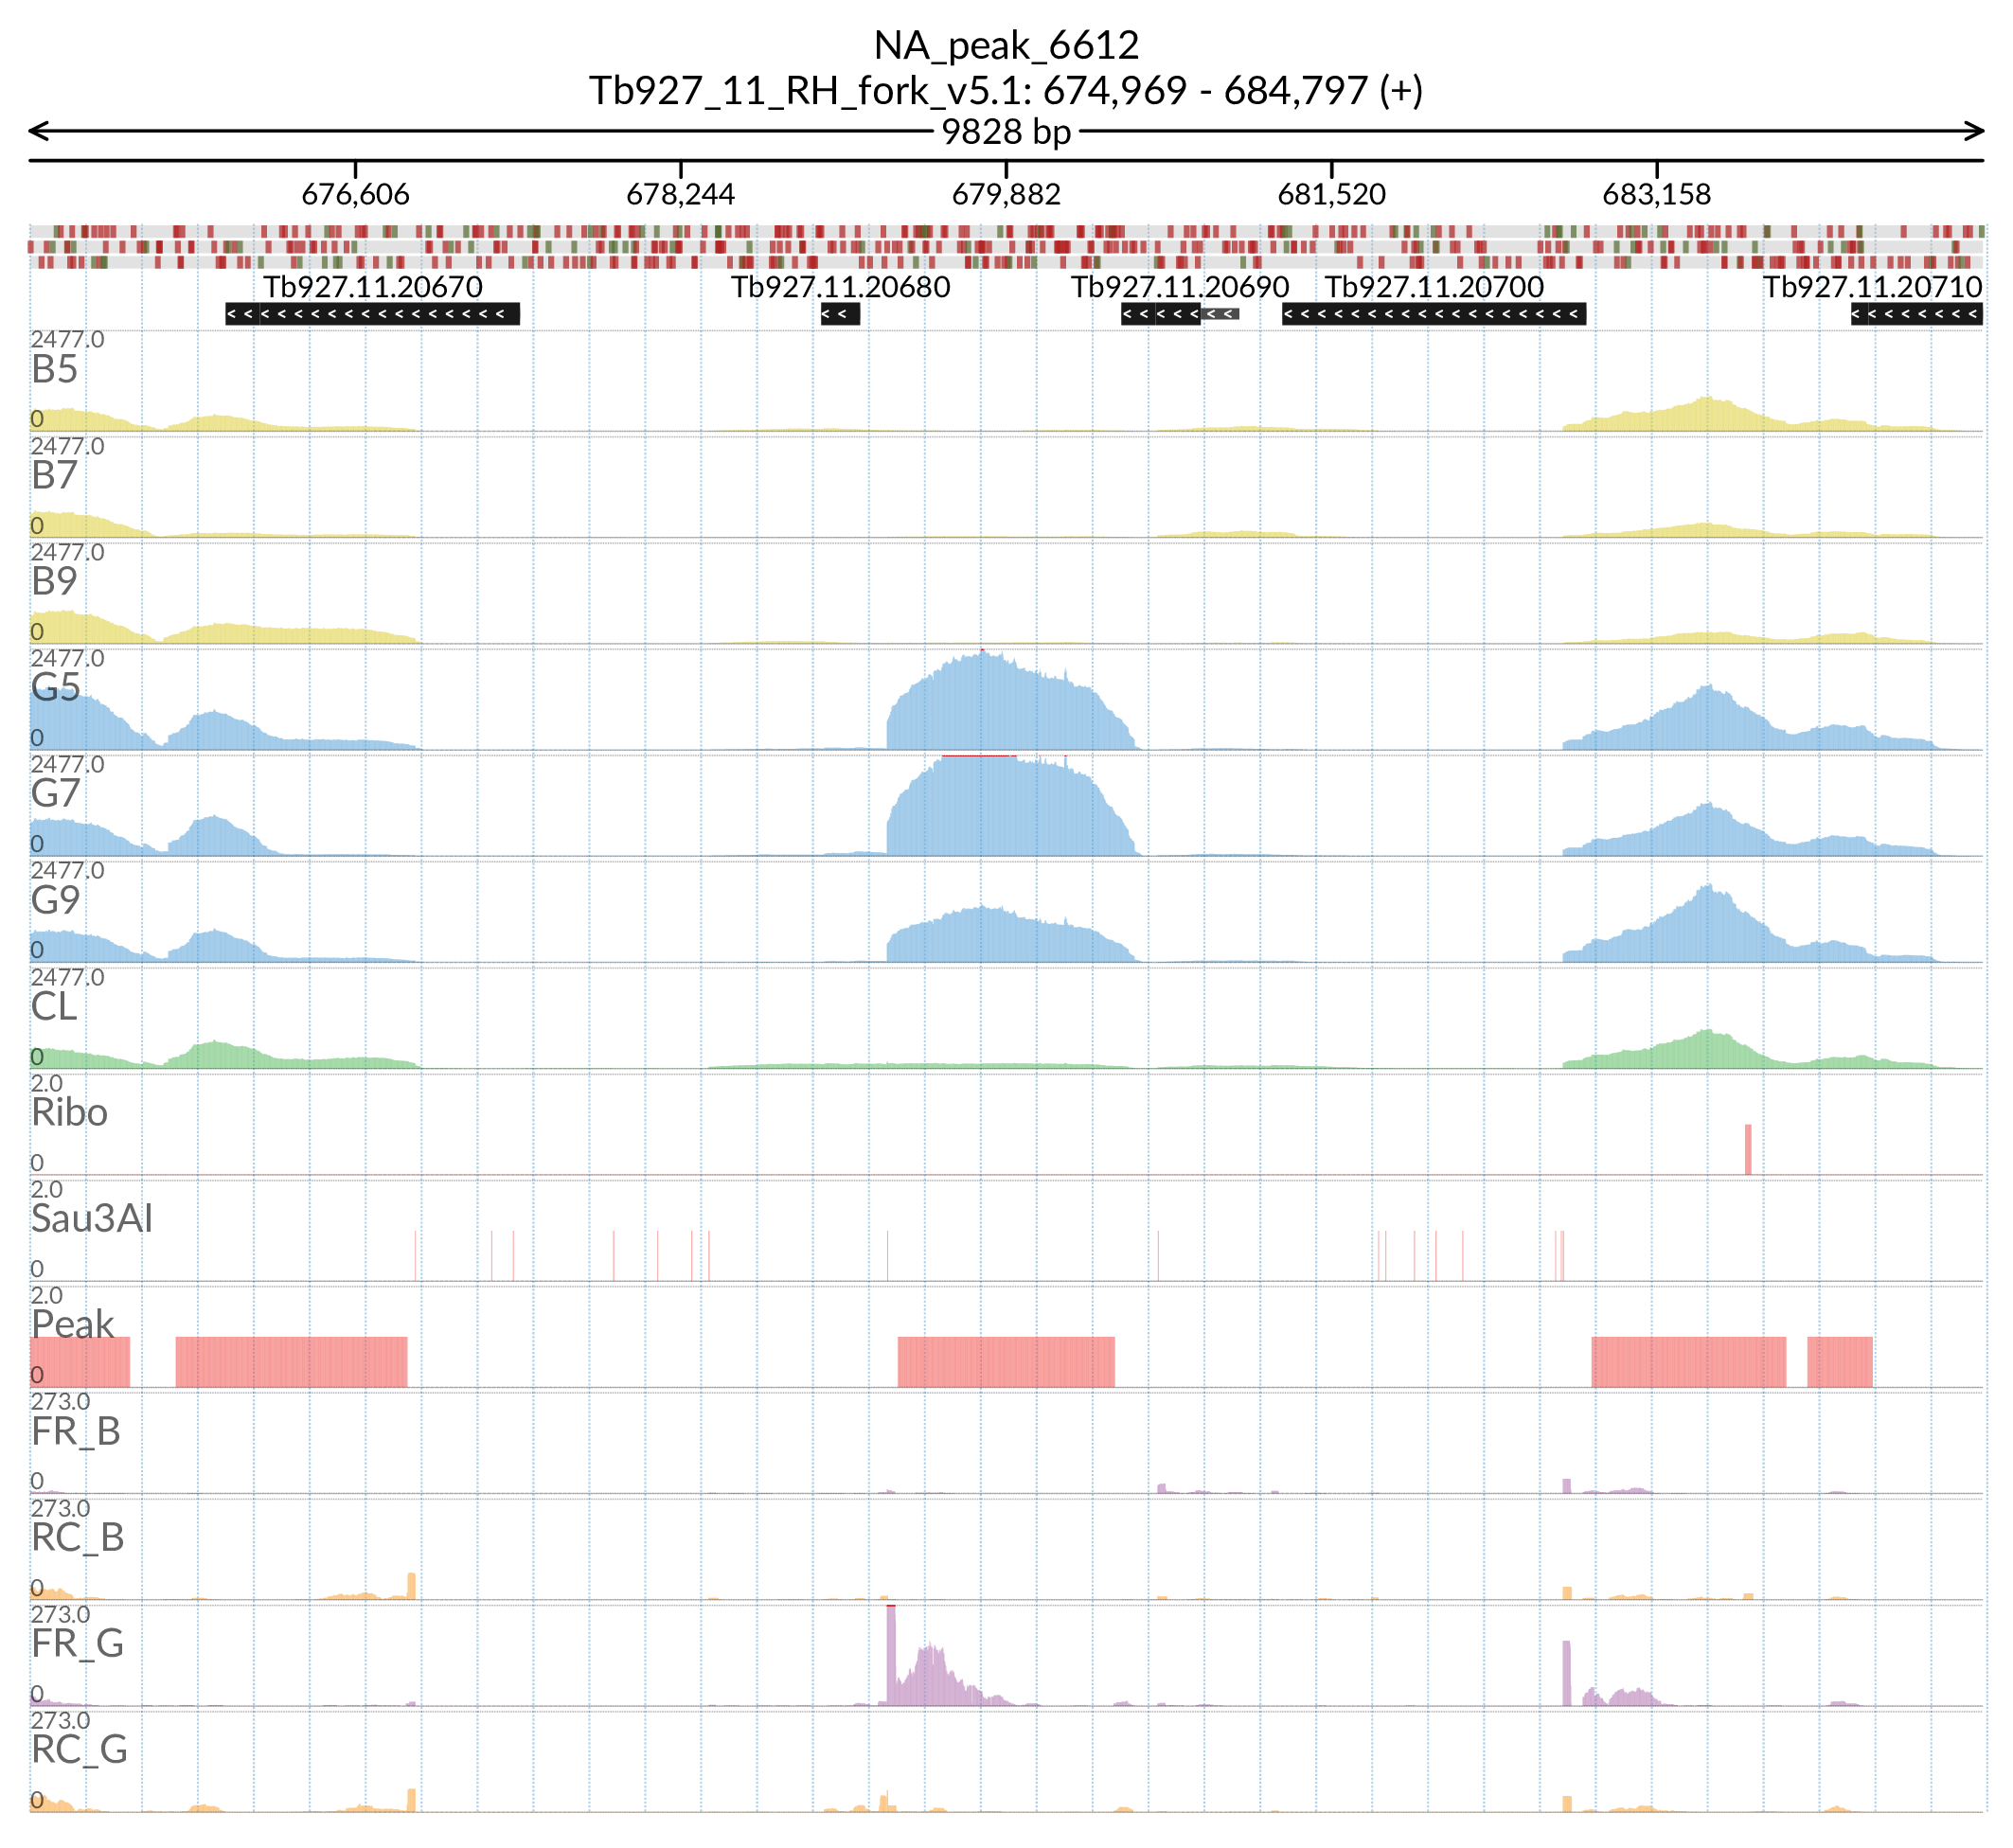 NA_peak_6612
Tb927_11_RH_fork_v5.1: 674,969 - 684,797 (+)
9828 bp
676,606 678,244 679,882 681,520 683,158
Tb927.11.20670 Tb927.11.20680 Tb927.11.20690 Tb927.11.20700 Tb927.11.20710
2477.0
B5
0
2477.0
B7
0
2477.0
B9
0
2477.0
G5
0
2477.0
G7
0
2477.0
G9
0
2477.0
CL
0
2.0
Ribo
0
2.0
Sau3AI
0
2.0
Peak
0
273.0
FR_B
0
273.0
RC_B
0
273.0
FR_G
0
273.0
RC_G
0